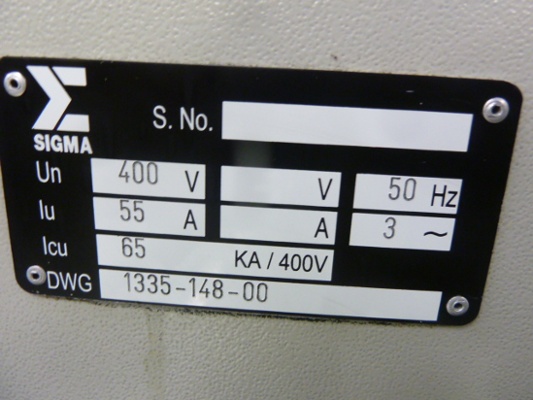 Σ
SIGMA
S. No.
Un 400 V V 50 Hz
Iu 55 A A 3 ~
Icu 65 KA / 400V
DWG 1335-148-00